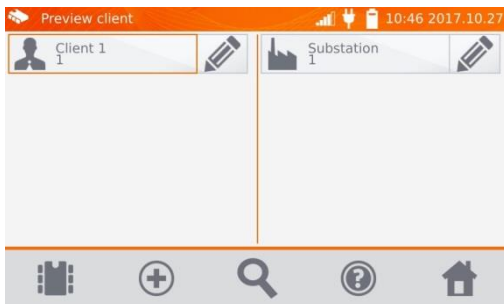 Preview client
10:46 2017.10.27
Client 1
1
Substation
1